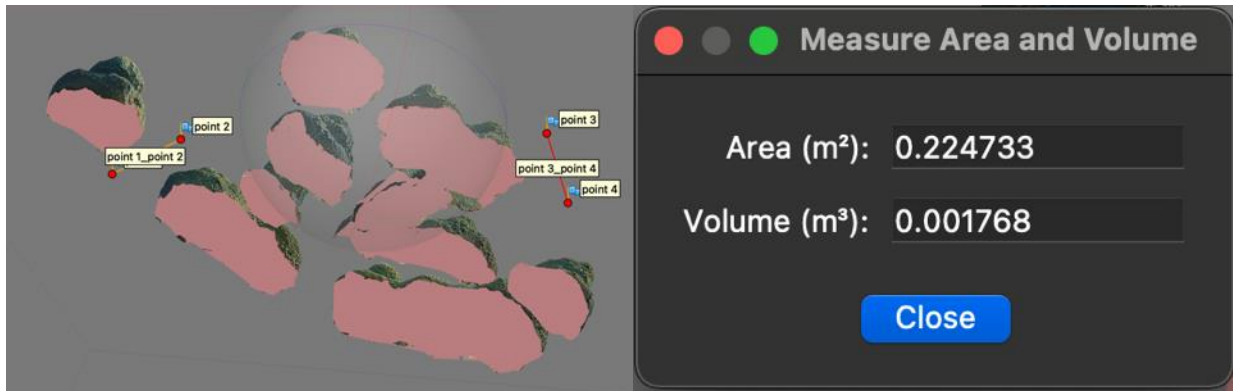 point 2
point 1_point 2
point 3
point 3_point 4
point 4
Measure Area and Volume
Area (m²): 0.224733
Volume (m³): 0.001768
Close